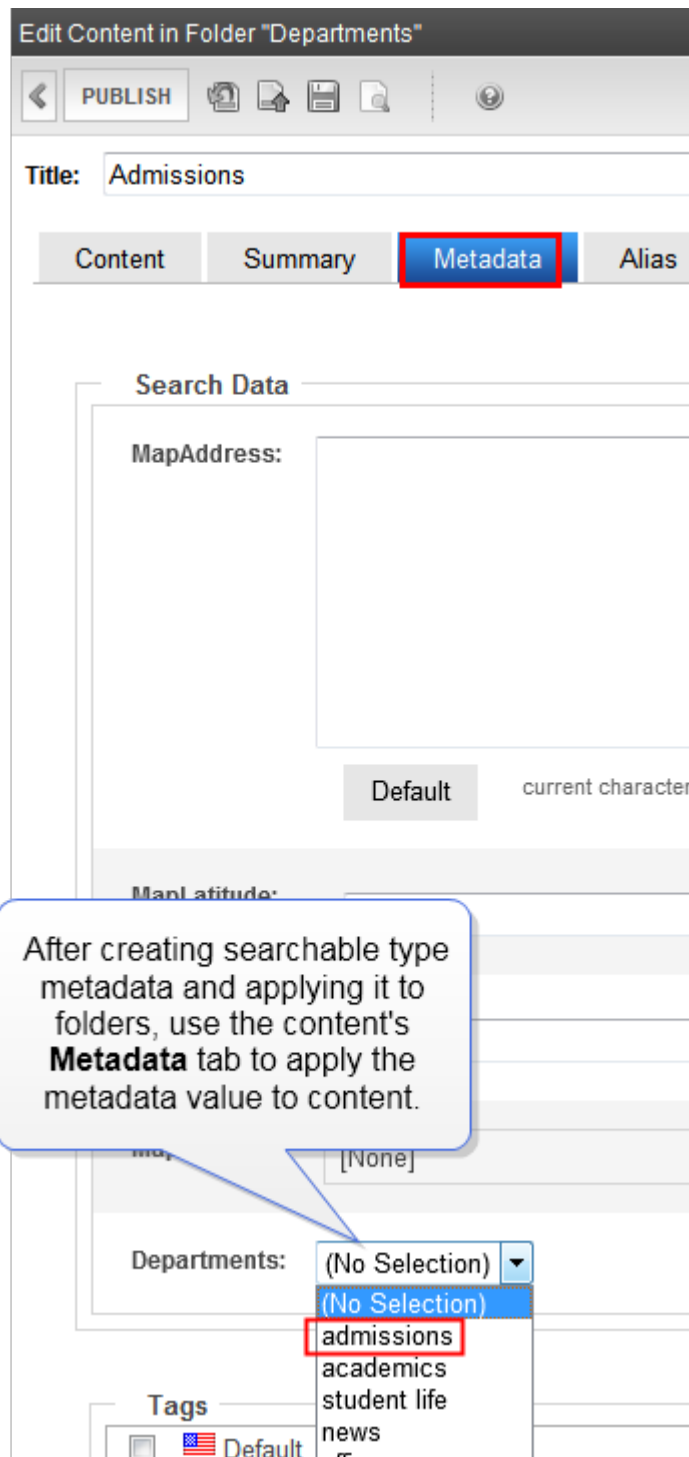 Edit Content in Folder "Departments"
PUBLISH
Title: Admissions
Content Summary Metadata Alias
Search Data
MapAddress:
Default current character
MapLatitude:
After creating searchable type
metadata and applying it to
folders, use the content's
Metadata tab to apply the
metadata value to content.
[None]
Departments: (No Selection)
(No Selection)
admissions
academics
student life
Tags
news
Default